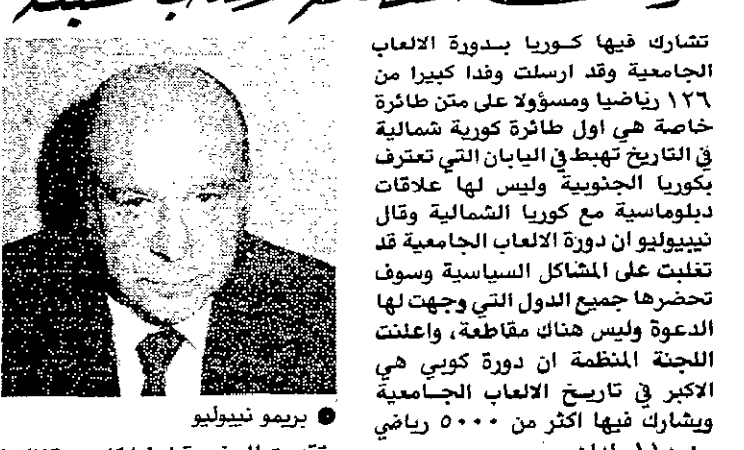 تشارك فيها كوريا بدورة الالعاب
الجامعية وقد ارسلت وفدا كبيرا من
١٢٦ رياضيا ومسؤولا على متن طائرة
خاصة هي اول طائرة كورية شمالية
في التاريخ تهبط في اليابان التي تعترف
بكوريا الجنوبية وليس لها علاقات
دبلوماسية مع كوريا الشمالية وقال
نيبيوليو ان دورة الالعاب الجامعية قد
تغلبت على المشاكل السياسية وسوف
تحضرها جميع الدول التي وجهت لها
الدعوة وليس هناك مقاطعة، واعلنت
اللجنة المنظمة ان دورة كوبي هي
الاكبر في تاريخ الالعاب الجامعية
ويشارك فيها اكثر من ٥٠٠٠ رياضي
● بريمو نيبوليو